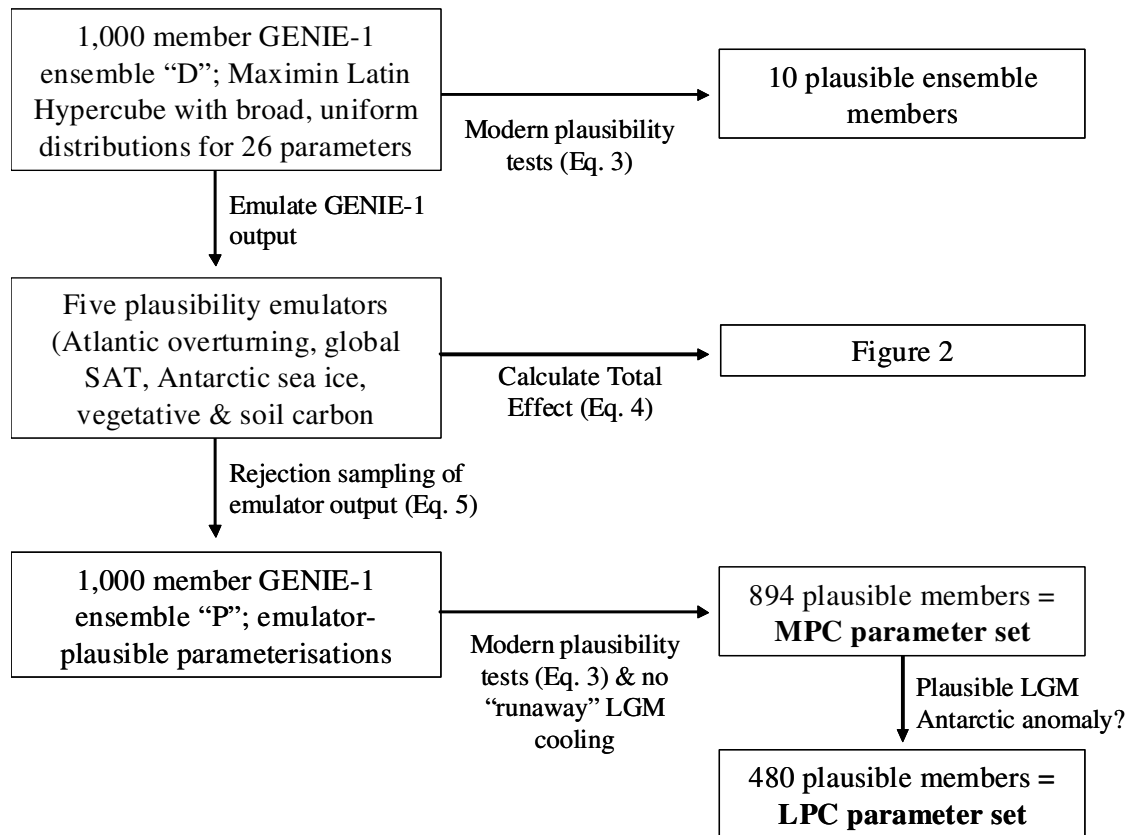 1,000 member GENIE-1
ensemble “D”; Maximin Latin
Hypercube with broad, uniform
distributions for 26 parameters
Modern plausibility
tests (Eq. 3)
10 plausible ensemble
members
Emulate GENIE-1
output
Five plausibility emulators
(Atlantic overturning, global
SAT, Antarctic sea ice,
vegetative & soil carbon
Calculate Total
Effect (Eq. 4)
Figure 2
Rejection sampling of
emulator output (Eq. 5)
1,000 member GENIE-1
ensemble “P”; emulator-
plausible parameterisations
Modern plausibility
tests (Eq. 3) & no
“runaway” LGM
cooling
894 plausible members =
MPC parameter set
Plausible LGM
Antarctic anomaly?
480 plausible members =
LPC parameter set